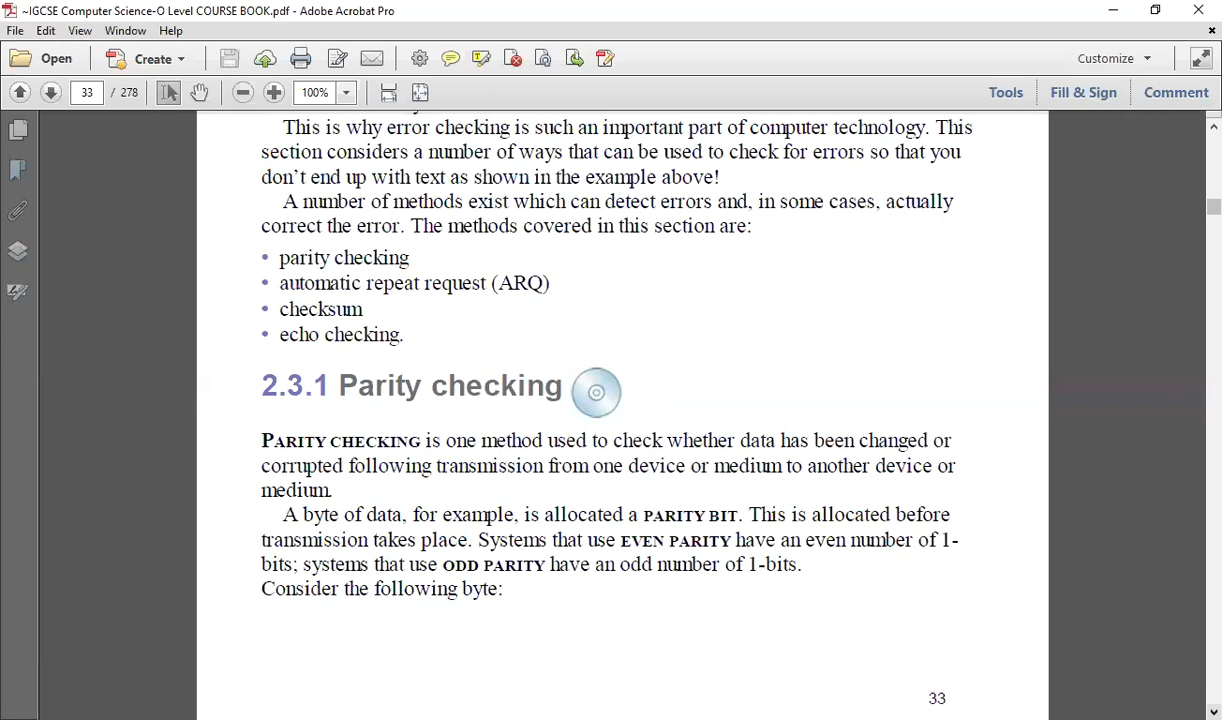 ~IGCSE Computer Science-O Level COURSE BOOK.pdf - Adobe Acrobat Pro
File Edit View Window Help
Open Create Customize
33 / 278 100% Tools Fill & Sign Comment
This is why error checking is such an important part of computer technology. This
section considers a number of ways that can be used to check for errors so that you
don’t end up with text as shown in the example above!
A number of methods exist which can detect errors and, in some cases, actually
correct the error. The methods covered in this section are:
• parity checking
• automatic repeat request (ARQ)
• checksum
• echo checking.
2.3.1 Parity checking
PARITY CHECKING is one method used to check whether data has been changed or
corrupted following transmission from one device or medium to another device or
medium.
A byte of data, for example, is allocated a PARITY BIT. This is allocated before
transmission takes place. Systems that use EVEN PARITY have an even number of 1-
bits; systems that use ODD PARITY have an odd number of 1-bits.
Consider the following byte:
33